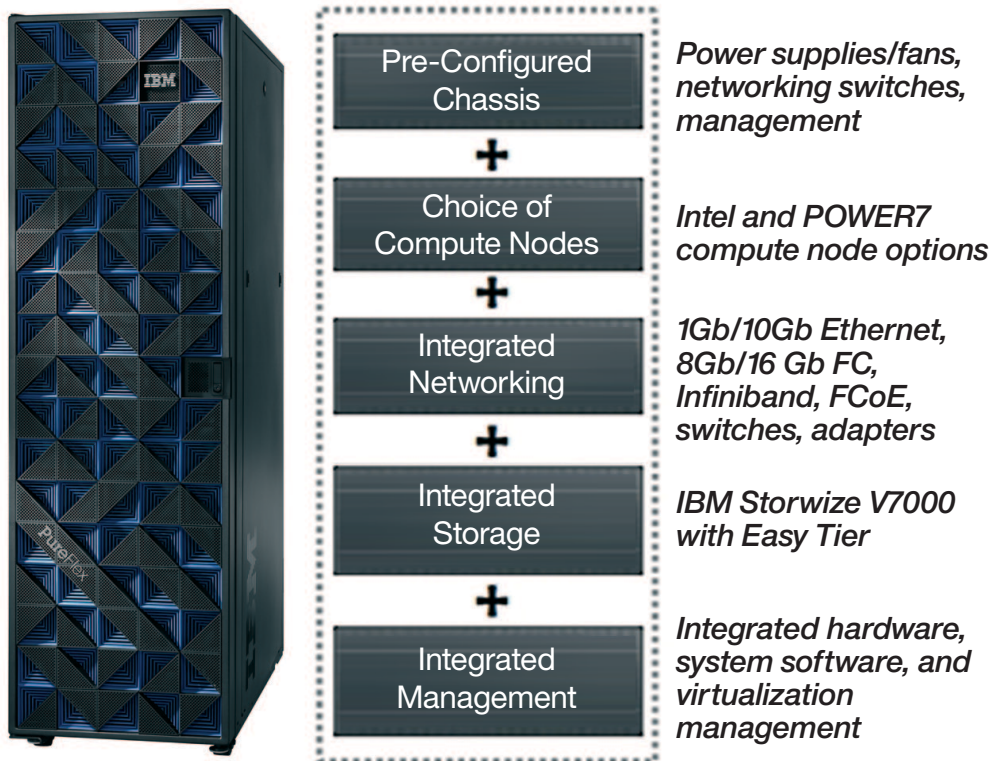 IBM
PureFlex
IBM
Pre-Configured
Chassis
Power supplies/fans,
networking switches,
management
+
Choice of
Compute Nodes
Intel and POWER7
compute node options
+
Integrated
Networking
1Gb/10Gb Ethernet,
8Gb/16 Gb FC,
Infiniband, FCoE,
switches, adapters
+
Integrated
Storage
IBM Storwize V7000
with Easy Tier
+
Integrated
Management
Integrated hardware,
system software, and
virtualization
management